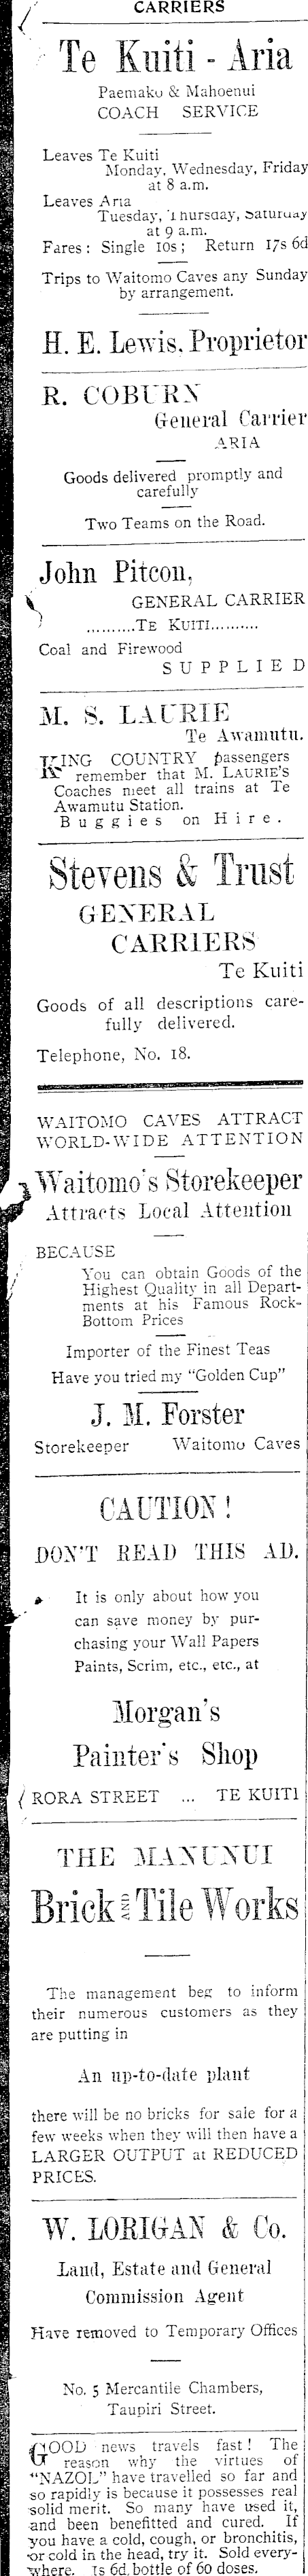 CARRIERS
Te Kuiti - Aria
Paemako & Mahoenui
COACH SERVICE
Leaves Te Kuiti
Monday, Wednesday, Friday
at 8 a.m.
Leaves Aria
Tuesday, Thursday, Saturday
at 9 a.m.
Fares: Single 10s; Return 17s 6d
Trips to Waitomo Caves any Sunday
by arrangement.
H. E. Lewis, Proprietor
R. COBURN
General Carrier
ARIA
Goods delivered promptly and
carefully
Two Teams on the Road.
John Pitcon,
GENERAL CARRIER
..........TE KUITI..........
Coal and Firewood
SUPPLIED
M. S. LAURIE
Te Awamutu.
KING COUNTRY passengers
remember that M. LAURIE'S
Coaches meet all trains at Te
Awamutu Station.
Buggies on Hire.
Stevens & Trust
GENERAL
CARRIERS
Te Kuiti
Goods of all descriptions care-
fully delivered.
Telephone, No. 18.
WAITOMO CAVES ATTRACT
WORLD-WIDE ATTENTION
Waitomo's Storekeeper
Attracts Local Attention
BECAUSE
You can obtain Goods of the
Highest Quality in all Depart-
ments at his Famous Rock-
Bottom Prices
Importer of the Finest Teas
Have you tried my "Golden Cup"
J. M. Forster
Storekeeper Waitomo Caves
CAUTION!
DON'T READ THIS AD.
It is only about how you
can save money by pur-
chasing your Wall Papers
Paints, Scrim, etc., etc., at
Morgan's
Painter's Shop
RORA STREET ... TE KUITI
THE MANUNUI
Brick AND Tile Works
The management beg to inform
their numerous customers as they
are putting in
An up-to-date plant
there will be no bricks for sale for a
few weeks when they will then have a
LARGER OUTPUT at REDUCED
PRICES.
W. LORIGAN & Co.
Land, Estate and General
Commission Agent
Have removed to Temporary Offices
No. 5 Mercantile Chambers,
Taupiri Street.
GOOD news travels fast! The
reason why the virtues of
"NAZOL" have travelled so far and
so rapidly is because it possesses real
solid merit. So many have used it,
and been benefitted and cured. If
you have a cold, cough, or bronchitis,
or cold in the head, try it. Sold every-
where. 1s 6d. bottle of 60 doses.